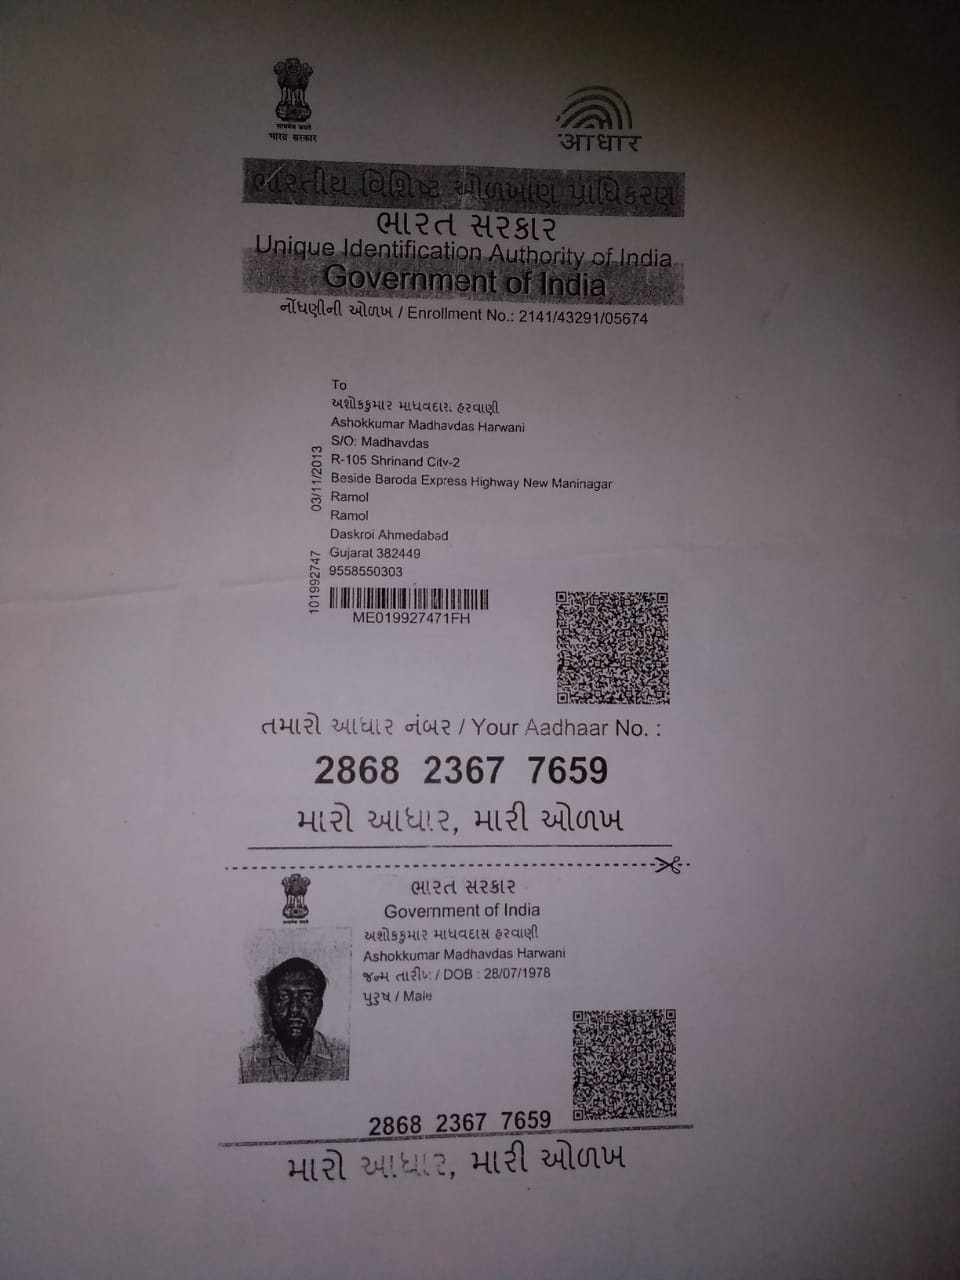 सत्यमेव जयते
भारत सरकार
आधार
ભારતીય વિશિષ્ટ ઓળખાણ પ્રાધિકરણ
ભારત સરકાર
Unique Identification Authority of India
Government of India
નોંધણીની ઓળખ / Enrollment No.: 2141/43291/05674
To
અશોકકુમાર માધવદાસ હરવાણી
Ashokkumar Madhavdas Harwani
S/O: Madhavdas
R-105 Shrinand City-2
Beside Baroda Express Highway New Maninagar
Ramol
Ramol
Daskroi Ahmedabad
Gujarat 382449
9558550303
03/11/2013
101992747
ME019927471FH
તમારો આધાર નંબર / Your Aadhaar No. :
2868 2367 7659
મારો આધાર, મારી ઓળખ
ભારત સરકાર
Government of India
અશોકકુમાર માધવદાસ હરવાણી
Ashokkumar Madhavdas Harwani
જન્મ તારીખ / DOB : 28/07/1978
પુરુષ / Male
2868 2367 7659
મારો આધાર, મારી ઓળખ